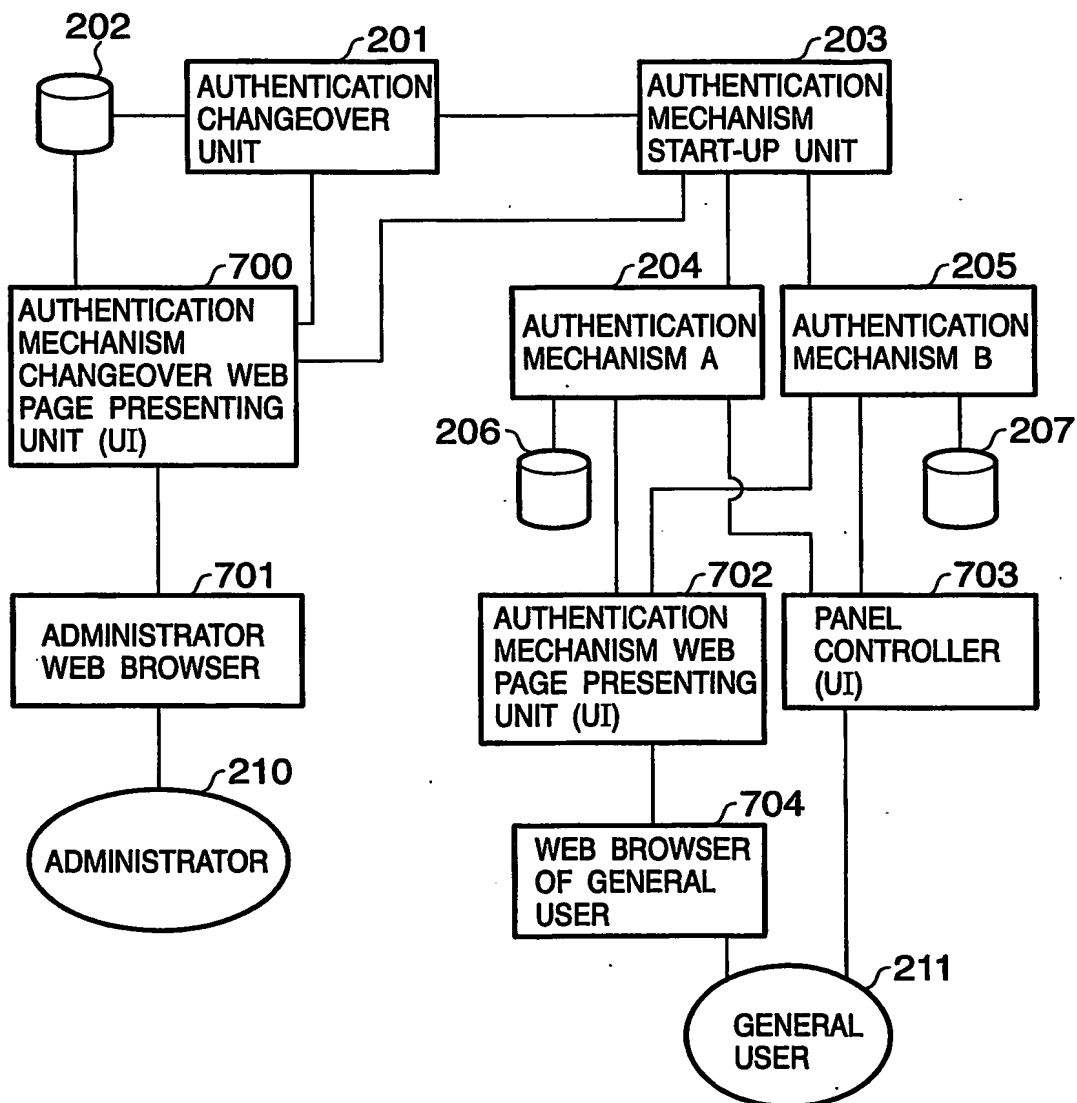 202
201
203
AUTHENTICATION
CHANGEOVER
UNIT
AUTHENTICATION
MECHANISM
START-UP UNIT
700
204
205
AUTHENTICATION
MECHANISM
CHANGEOVER WEB
PAGE PRESENTING
UNIT (UI)
AUTHENTICATION
MECHANISM A
AUTHENTICATION
MECHANISM B
206
207
701
702
703
ADMINISTRATOR
WEB BROWSER
AUTHENTICATION
MECHANISM WEB
PAGE PRESENTING
UNIT (UI)
PANEL
CONTROLLER
(UI)
210
ADMINISTRATOR
704
WEB BROWSER
OF GENERAL
USER
211
GENERAL
USER